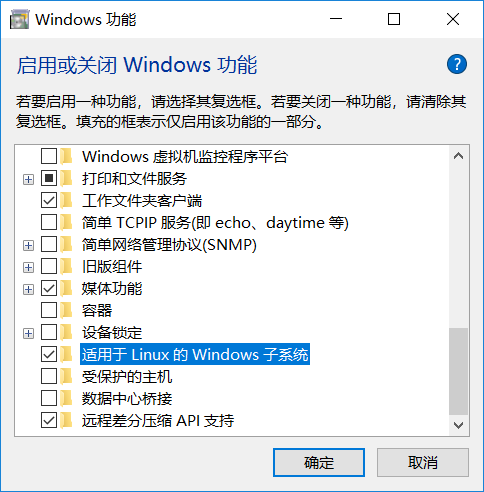 Windows 功能
启用或关闭 Windows 功能
?
若要启用一种功能，请选择其复选框。若要关闭一种功能，请清除其
复选框。填充的框表示仅启用该功能的一部分。
Windows 虚拟机监控程序平台
打印和文件服务
工作文件夹客户端
简单 TCPIP 服务(即 echo、daytime 等)
简单网络管理协议(SNMP)
旧版组件
媒体功能
容器
设备锁定
适用于 Linux 的 Windows 子系统
受保护的主机
数据中心桥接
远程差分压缩 API 支持
确定
取消